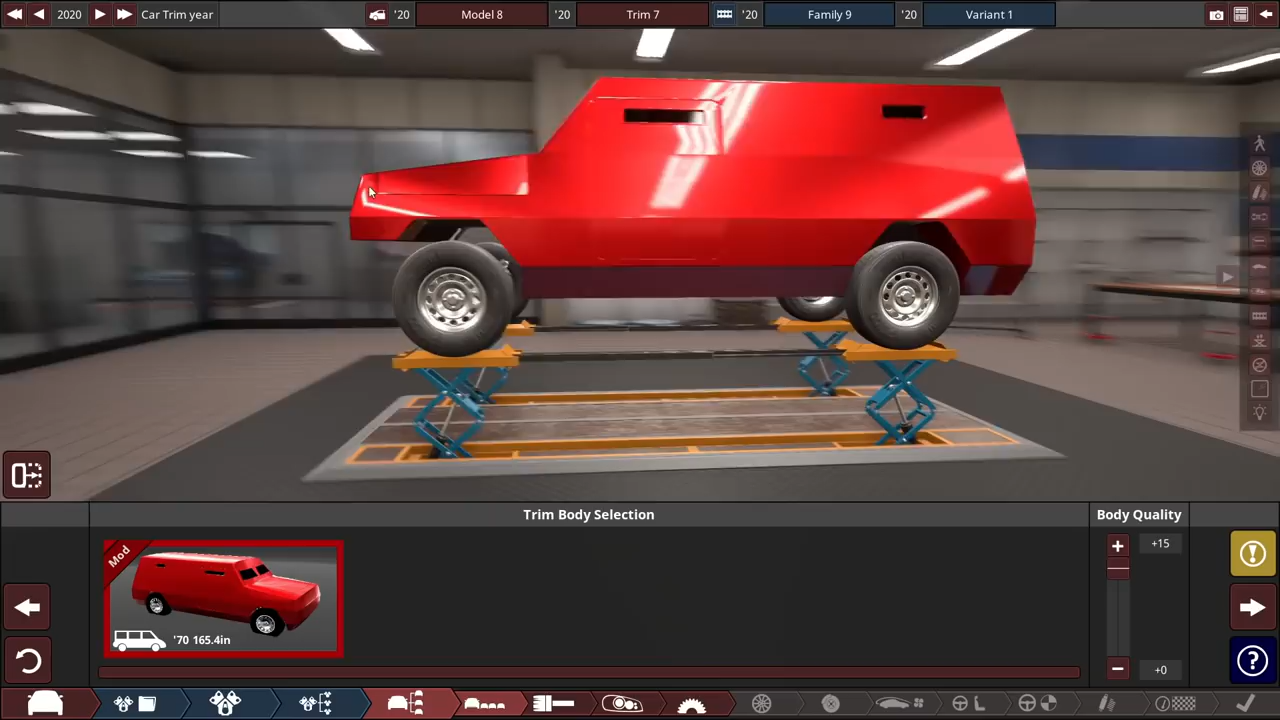 2020 Car Trim year '20 Model 8 '20 Trim 7 '20 Family 9 '20 Variant 1
Trim Body Selection
Body Quality
+
+15
Mod
'70 165.4in
−
+0
!
?